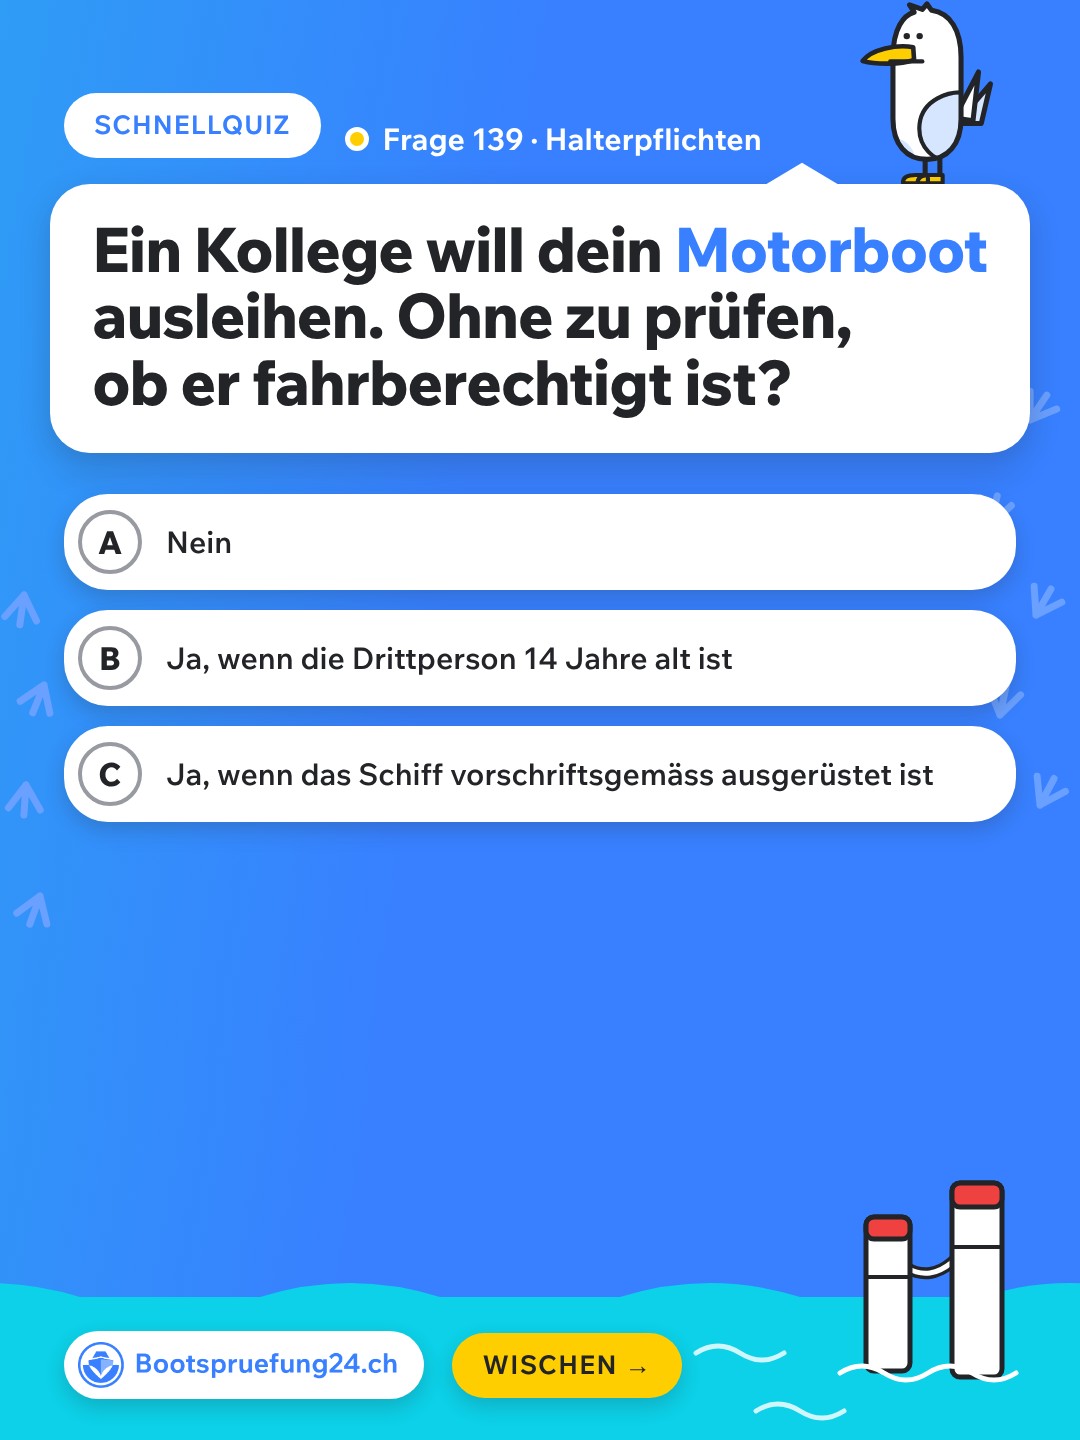 SCHNELLQUIZ
Frage 139 · Halterpflichten
Ein Kollege will dein Motorboot
ausleihen. Ohne zu prüfen,
ob er fahrberechtigt ist?
A Nein
B Ja, wenn die Drittperson 14 Jahre alt ist
C Ja, wenn das Schiff vorschriftsgemäss ausgerüstet ist
Bootspruefung24.ch
WISCHEN →